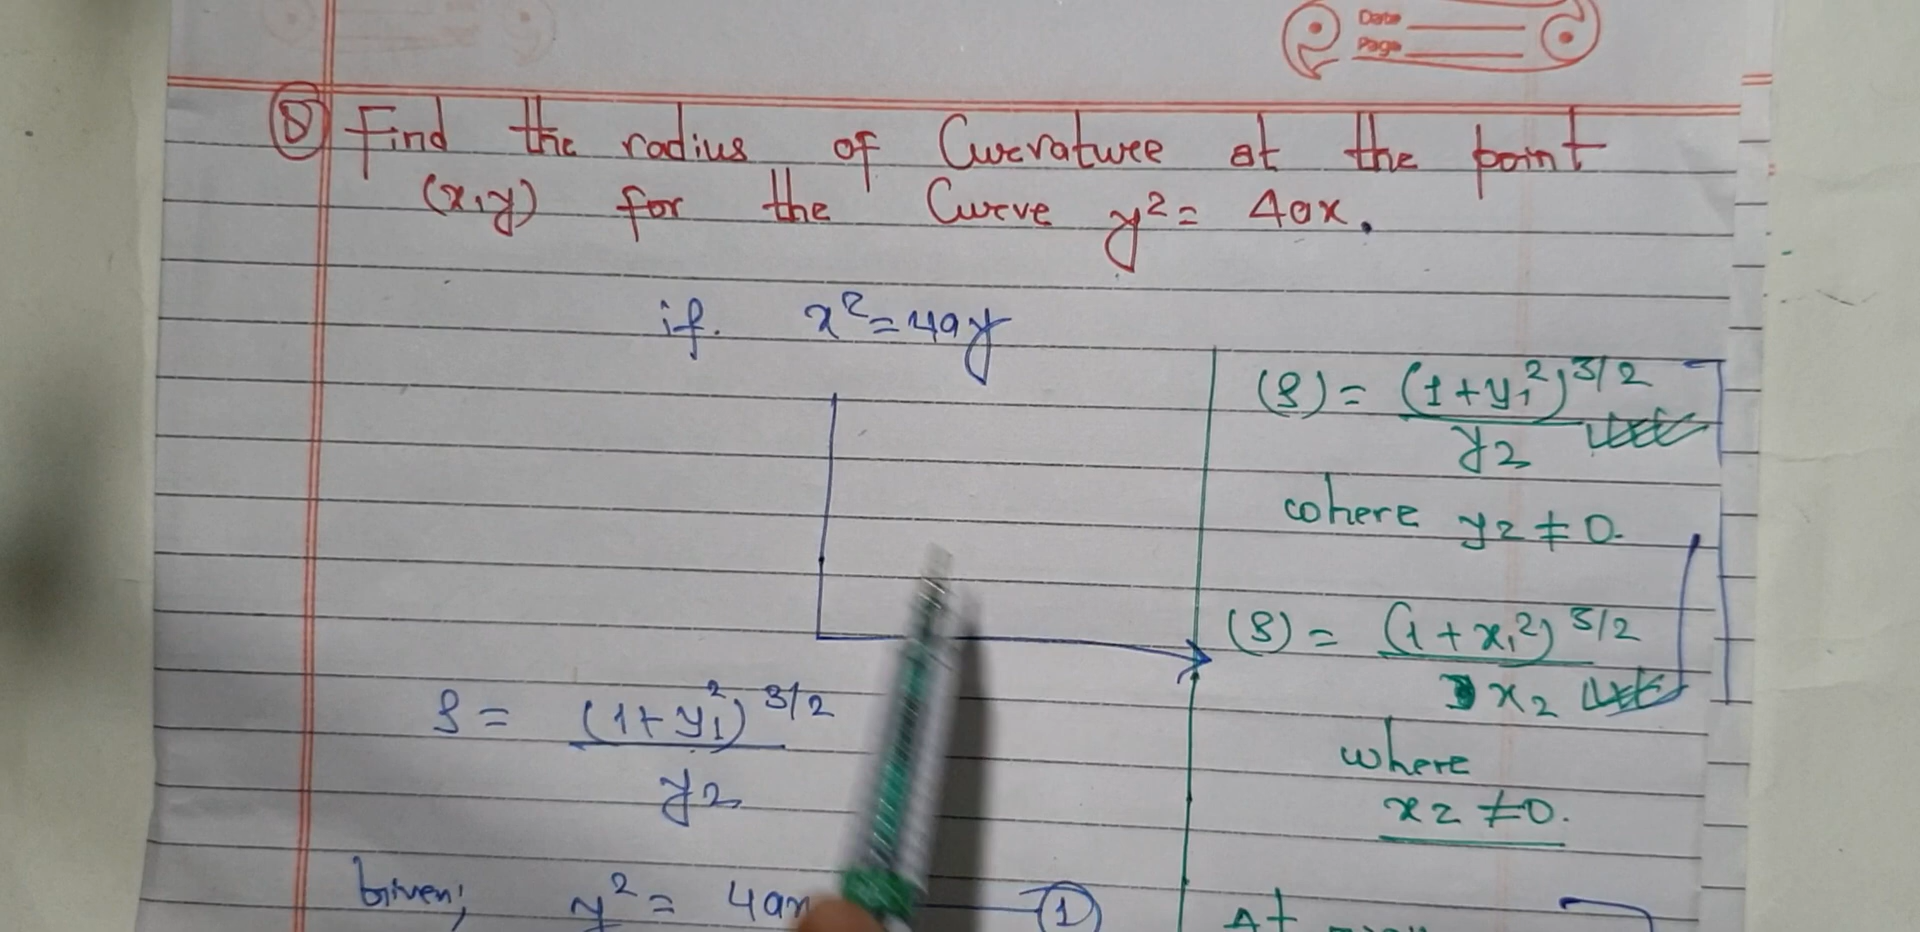 Date
Page
⑧ Find the radius of Curvature at the point
(x,y) for the Curve y² = 4ax.
if. x² = 4ay
(ρ) = (1+y₁²)^3/2
y₂
where y₂ ≠ 0.
(ρ) = (1+x₁²)^3/2
x₂
where
x₂ ≠ 0.
ρ = (1+y₁²)^3/2
y₂
Given; y² = 4ax ①
At